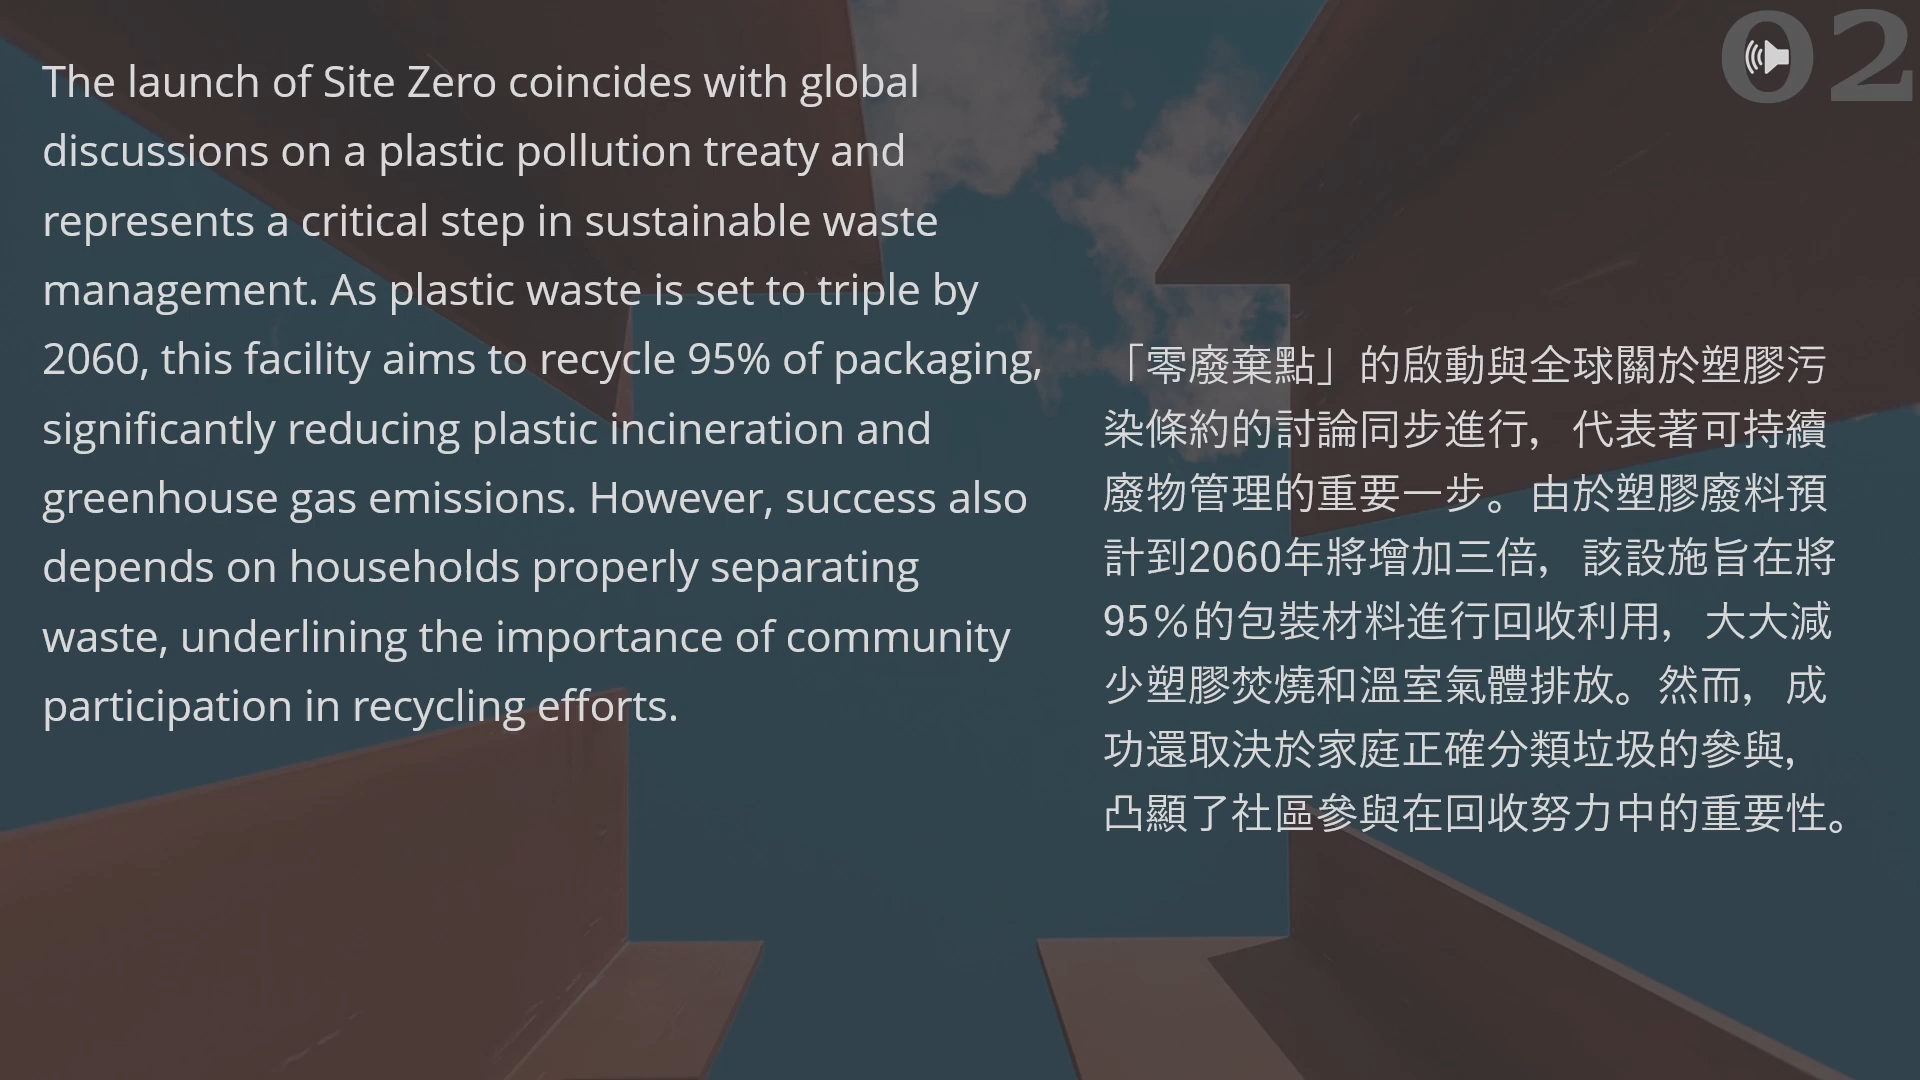 02
The launch of Site Zero coincides with global
discussions on a plastic pollution treaty and
represents a critical step in sustainable waste
management. As plastic waste is set to triple by
2060, this facility aims to recycle 95% of packaging,
significantly reducing plastic incineration and
greenhouse gas emissions. However, success also
depends on households properly separating
waste, underlining the importance of community
participation in recycling efforts.
「零廢棄點」的啟動與全球關於塑膠污
染條約的討論同步進行，代表著可持續
廢物管理的重要一步。由於塑膠廢料預
計到2060年將增加三倍，該設施旨在將
95％的包裝材料進行回收利用，大大減
少塑膠焚燒和溫室氣體排放。然而，成
功還取決於家庭正確分類垃圾的參與，
凸顯了社區參與在回收努力中的重要性。